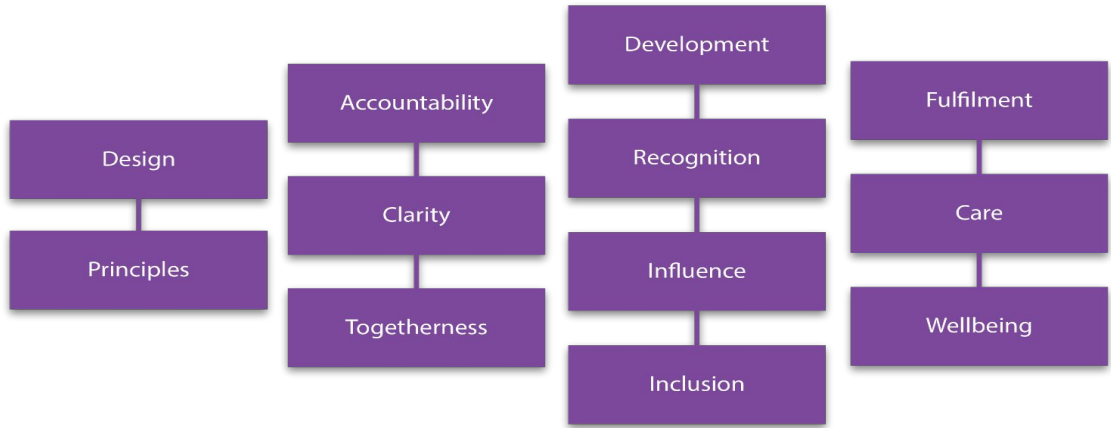 Design
Principles
Accountability
Clarity
Togetherness
Development
Recognition
Influence
Inclusion
Fulfilment
Care
Wellbeing